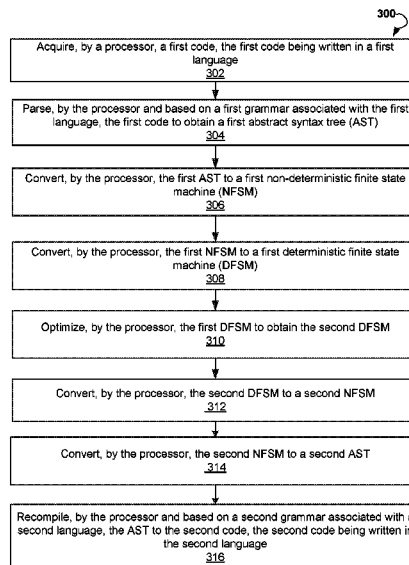 300
Acquire, by a processor, a first code, the first code being written in a first
language
302
Parse, by the processor and based on a first grammar associated with the first
language, the first code to obtain a first abstract syntax tree (AST)
304
Convert, by the processor, the first AST to a first non-deterministic finite state
machine (NFSM)
306
Convert, by the processor, the first NFSM to a first deterministic finite state
machine (DFSM)
308
Optimize, by the processor, the first DFSM to obtain the second DFSM
310
Convert, by the processor, the second DFSM to a second NFSM
312
Convert, by the processor, the second NFSM to a second AST
314
Recompile, by the processor and based on a second grammar associated with a
second language, the AST to the second code, the second code being written in
the second language
316